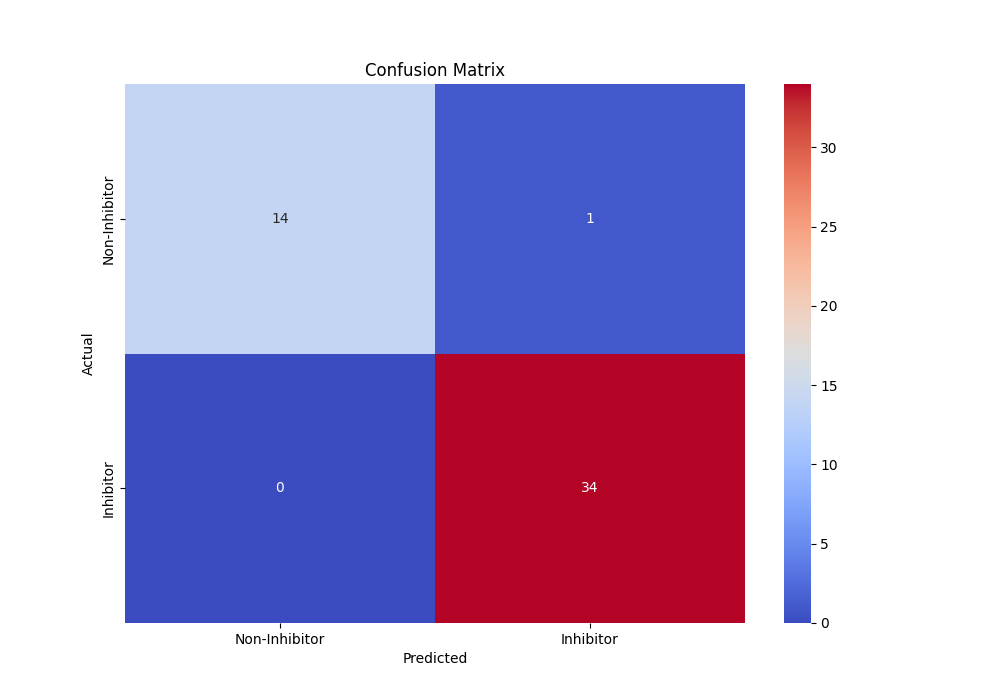 Confusion Matrix
Non-Inhibitor
14
1
Actual
Inhibitor
0
34
Non-Inhibitor
Inhibitor
Predicted
30
25
20
15
10
5
0